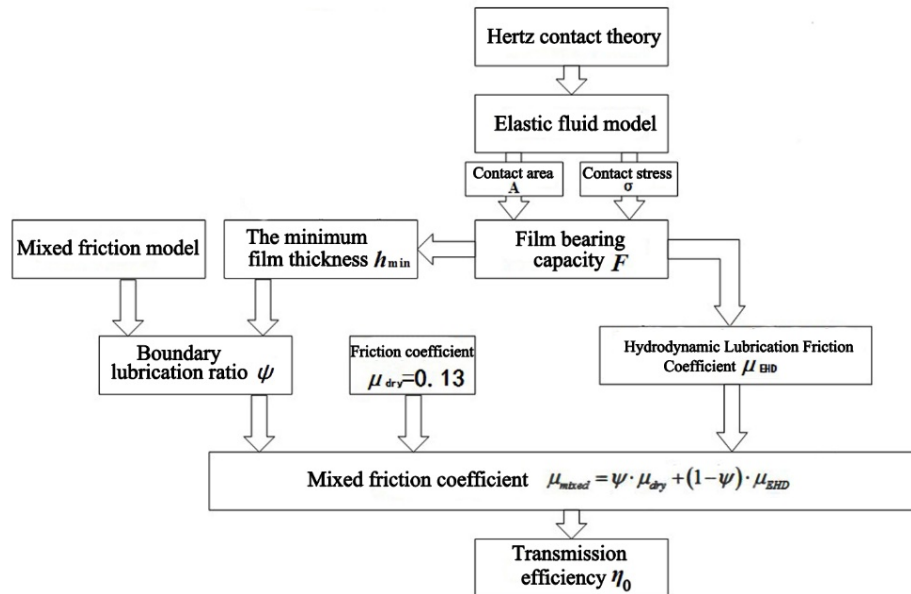 Hertz contact theory
Elastic fluid model
Contact area
A
Contact stress
σ
Mixed friction model
The minimum
film thickness h min
Film bearing
capacity F
Boundary
lubrication ratio ψ
Friction coefficient
μ dry=0.13
Hydrodynamic Lubrication Friction
Coefficient μ EHD
Mixed friction coefficient μmixed = ψ·μdry+(1−ψ)·μEHD
Transmission
efficiency η0